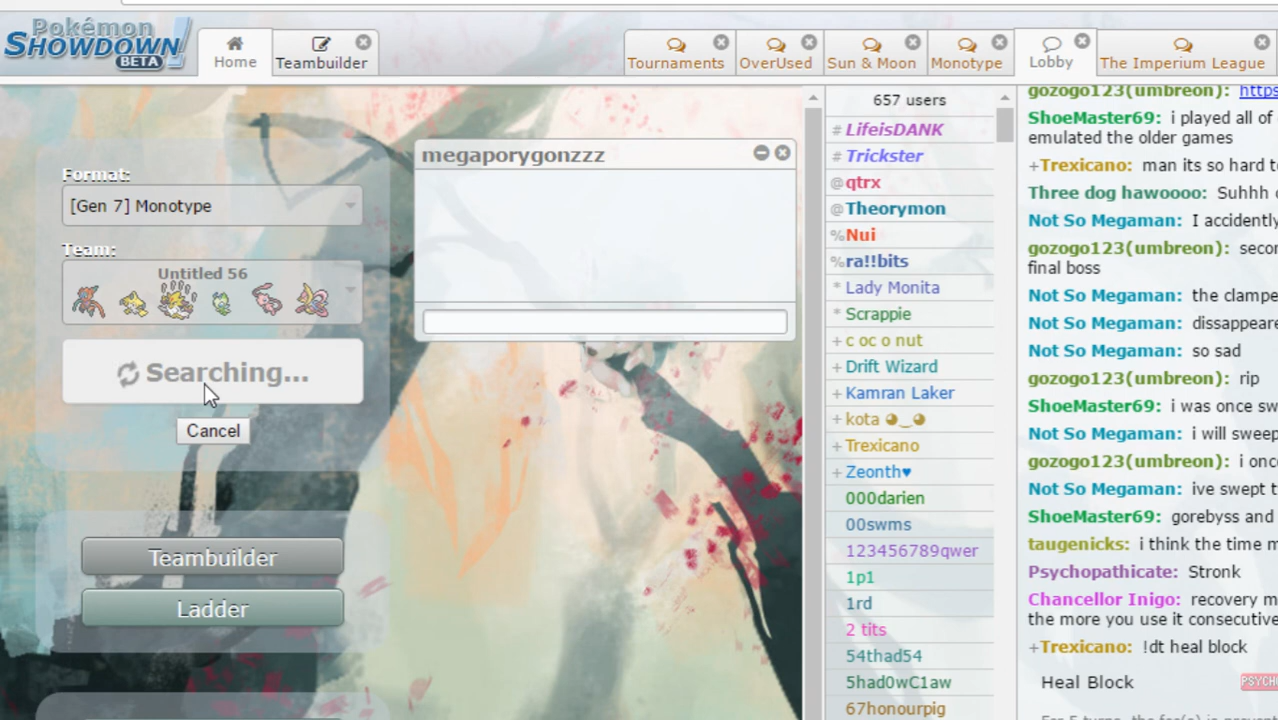 Pokémon
SHOWDOWN!
BETA
Home
Teambuilder
Tournaments
OverUsed
Sun & Moon
Monotype
Lobby
The Imperium League
Format:
[Gen 7] Monotype
Team:
Untitled 56
Searching...
Cancel
Teambuilder
Ladder
megaporygonzzz
657 users
# LifeisDANK
# Trickster
@qtrx
@Theorymon
%Nui
%ra!!bits
* Lady Monita
* Scrappie
+c oc o nut
+Drift Wizard
+Kamran Laker
+kota ◕‿◕
+Trexicano
+Zeonth♥
000darien
00swms
123456789qwer
1p1
1rd
2 tits
54thad54
5had0wC1aw
67honourpig
gozogo123(umbreon): https
ShoeMaster69: i played all of
emulated the older games
+Trexicano: man its so hard to
Three dog hawoooo: Suhhh
Not So Megaman: I accidently
gozogo123(umbreon):
final boss
Not So Megaman: the clampe
Not So Megaman: dissappeare
Not So Megaman: so sad
gozogo123(umbreon): rip
ShoeMaster69: i was once sw
Not So Megaman: i will sweep
gozogo123(umbreon): i once
Not So Megaman: ive swept t
ShoeMaster69: gorebyss and
taugenicks: i think the time m
Psychopathicate: Stronk
Chancellor Inigo: recovery m
the more you use it consecutive
+Trexicano: !dt heal block
Heal Block
PSYCH